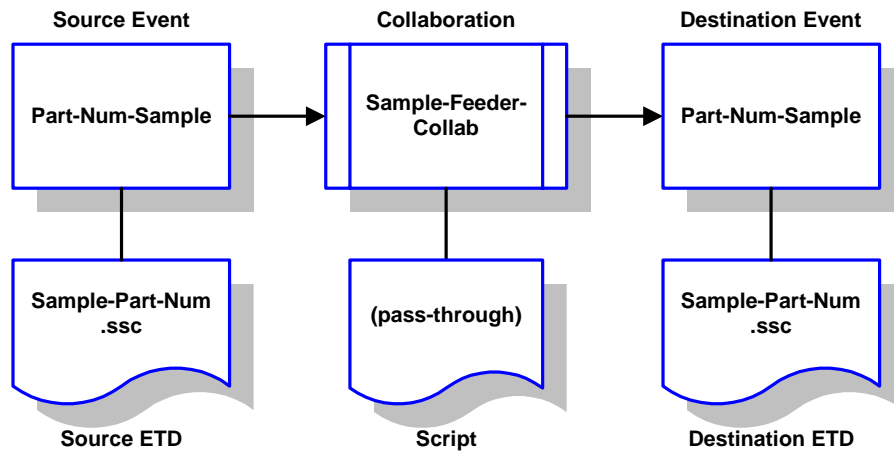 Source Event
Collaboration
Destination Event
Part-Num-Sample
Sample-Feeder-
Collab
Part-Num-Sample
Sample-Part-Num
.ssc
(pass-through)
Sample-Part-Num
.ssc
Source ETD
Script
Destination ETD